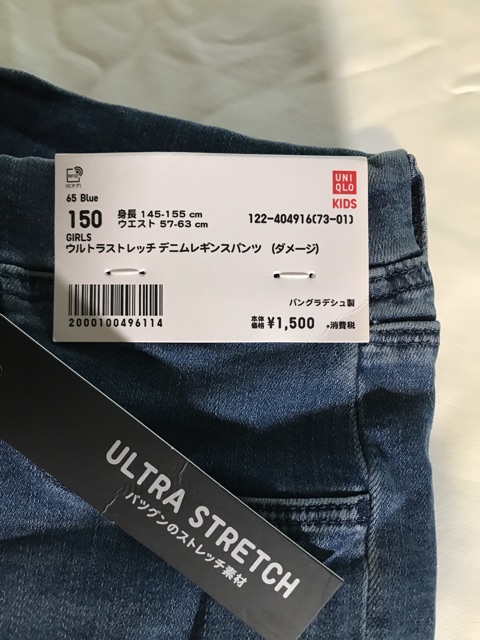 RFID
65 Blue
150 身長 145-155 cm
ウエスト 57-63 cm
UNI
QLO
KIDS
122-404916(73-01)
GIRLS
ウルトラストレッチ デニムレギンスパンツ (ダメージ)
2000100496114
バングラデシュ製
本体
価格 ¥1,500 +消費税
ULTRA STRETCH
バツグンのストレッチ素材